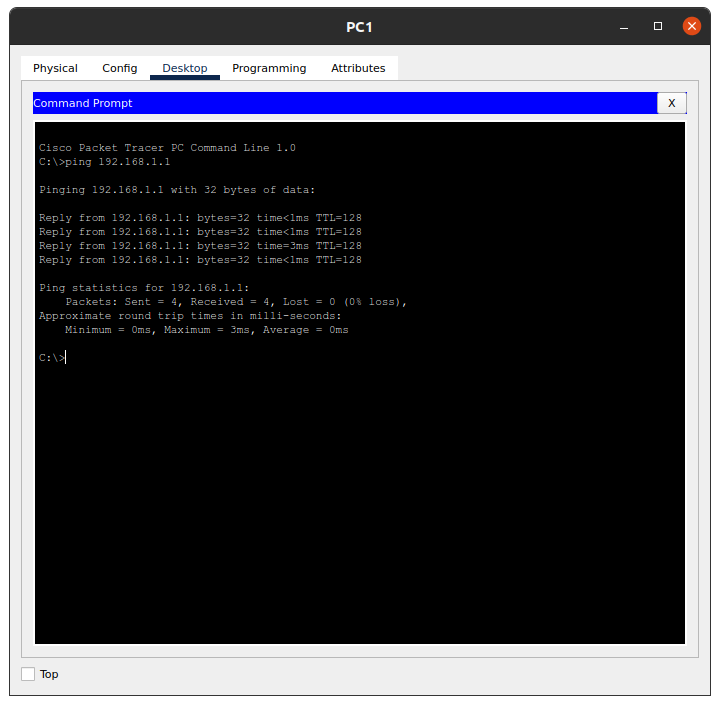 PC1
Physical Config Desktop Programming Attributes
Command Prompt X
Cisco Packet Tracer PC Command Line 1.0
C:\>ping 192.168.1.1
Pinging 192.168.1.1 with 32 bytes of data:
Reply from 192.168.1.1: bytes=32 time<1ms TTL=128
Reply from 192.168.1.1: bytes=32 time<1ms TTL=128
Reply from 192.168.1.1: bytes=32 time=3ms TTL=128
Reply from 192.168.1.1: bytes=32 time<1ms TTL=128
Ping statistics for 192.168.1.1:
    Packets: Sent = 4, Received = 4, Lost = 0 (0% loss),
Approximate round trip times in milli-seconds:
    Minimum = 0ms, Maximum = 3ms, Average = 0ms
C:\>
Top